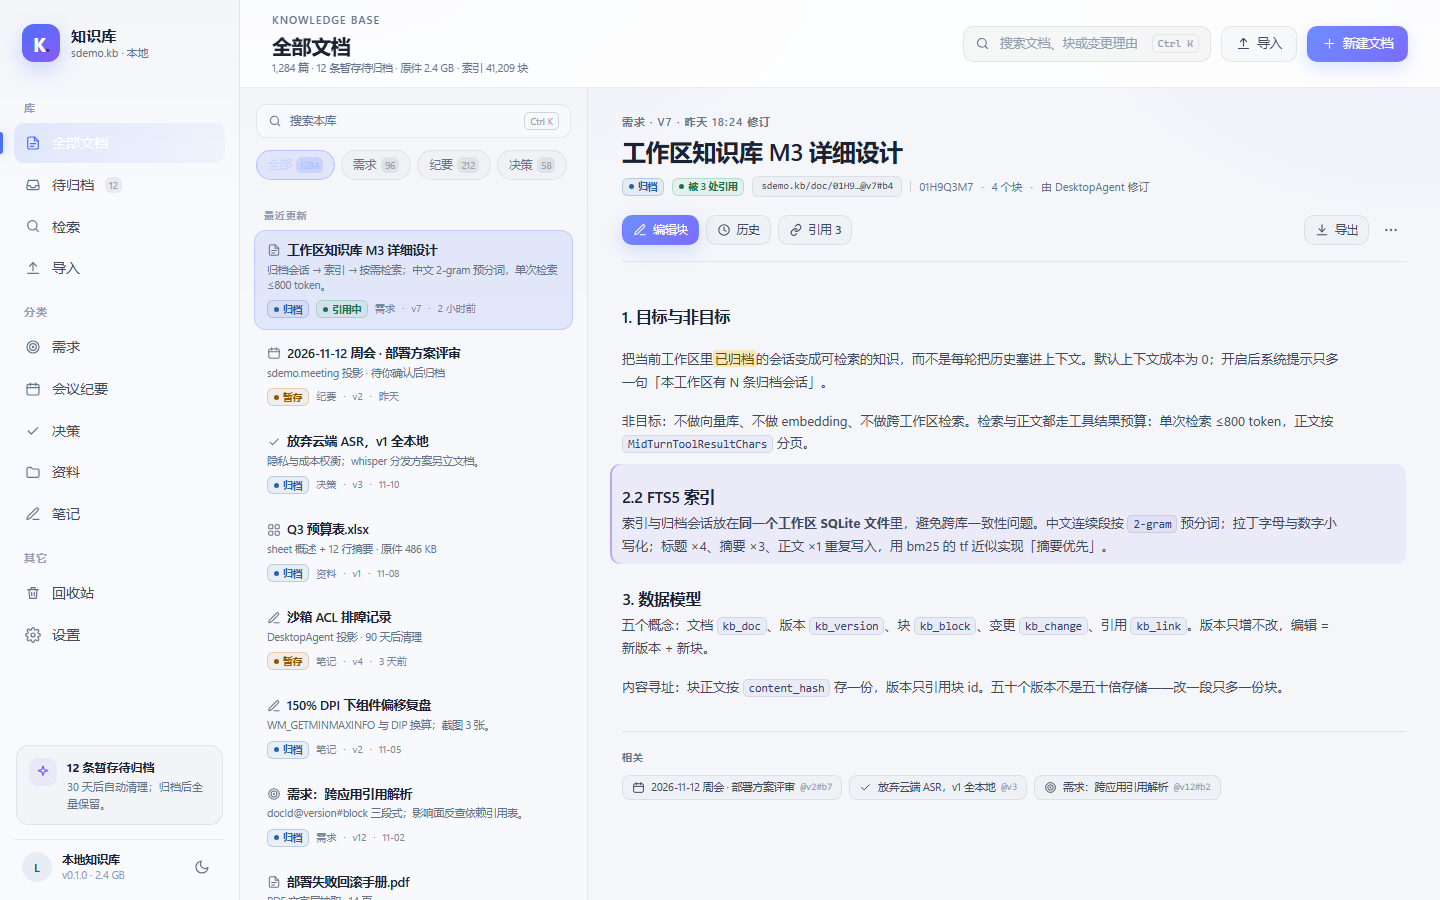 K.
知识库
sdemo.kb · 本地
库
全部文档
待归档 12
检索
导入
分类
需求
会议纪要
决策
资料
笔记
其它
回收站
设置
12 条暂存待归档
30 天后自动清理；归档后全
量保留。
L
本地知识库
v0.1.0 · 2.4 GB
KNOWLEDGE BASE
全部文档
1,284 篇 · 12 条暂存待归档 · 原件 2.4 GB · 索引 41,209 块
搜索文档、块或变更理由 Ctrl K
导入
新建文档
搜索本库 Ctrl K
全部 1284
需求 96
纪要 212
决策 58
最近更新
工作区知识库 M3 详细设计
归档会话 → 索引 → 按需检索；中文 2-gram 预分词，单次检索
≤800 token。
归档 引用中 需求 · v7 · 2 小时前
2026-11-12 周会 · 部署方案评审
sdemo.meeting 投影 · 待你确认后归档
暂存 纪要 · v2 · 昨天
放弃云端 ASR，v1 全本地
隐私与成本权衡；whisper 分发方案另立文档。
归档 决策 · v3 · 11-10
Q3 预算表.xlsx
sheet 概述 + 12 行摘要 · 原件 486 KB
归档 资料 · v1 · 11-08
沙箱 ACL 排障记录
DesktopAgent 投影 · 90 天后清理
暂存 笔记 · v4 · 3 天前
150% DPI 下组件偏移复盘
WM_GETMINMAXINFO 与 DIP 换算；截图 3 张。
归档 笔记 · v2 · 11-05
需求：跨应用引用解析
docId@version#block 三段式；影响面反查依赖引用表。
归档 需求 · v12 · 11-02
部署失败回滚手册.pdf
需求 · V7 · 昨天 18:24 修订
工作区知识库 M3 详细设计
归档 被 3 处引用 sdemo.kb/doc/01H9…@v7#b4 01H9Q3M7 · 4 个块 · 由 DesktopAgent 修订
编辑块 历史 引用 3 导出 ···
1. 目标与非目标
把当前工作区里已归档的会话变成可检索的知识，而不是每轮把历史塞进上下文。默认上下文成本为 0；开启后系统提示只多
一句「本工作区有 N 条归档会话」。
非目标：不做向量库、不做 embedding、不做跨工作区检索。检索与正文都走工具结果预算：单次检索 ≤800 token，正文按
MidTurnToolResultChars 分页。
2.2 FTS5 索引
索引与归档会话放在同一个工作区 SQLite 文件里，避免跨库一致性问题。中文连续段按 2-gram 预分词；拉丁字母与数字小
写化；标题 ×4、摘要 ×3、正文 ×1 重复写入，用 bm25 的 tf 近似实现「摘要优先」。
3. 数据模型
五个概念：文档 kb_doc、版本 kb_version、块 kb_block、变更 kb_change、引用 kb_link。版本只增不改，编辑 =
新版本 + 新块。
内容寻址：块正文按 content_hash 存一份，版本只引用块 id。五十个版本不是五十倍存储——改一段只多一份块。
相关
2026-11-12 周会 · 部署方案评审 @v2#b7
放弃云端 ASR，v1 全本地 @v3
需求：跨应用引用解析 @v12#b2